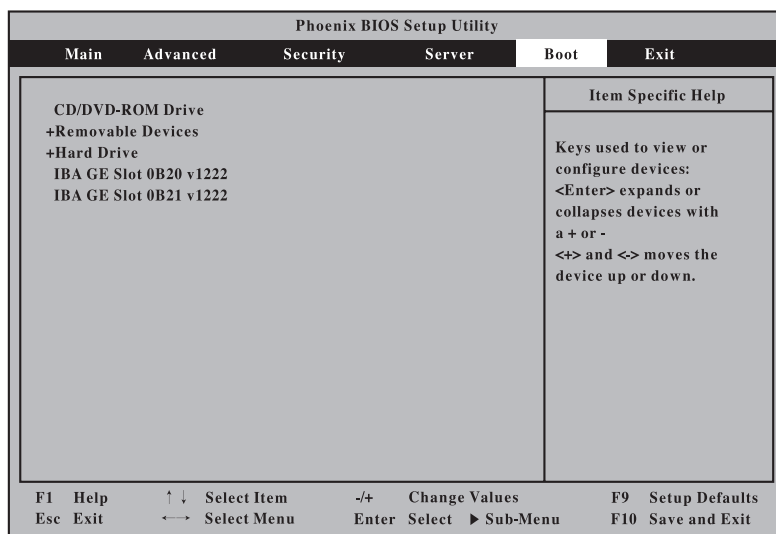 Phoenix BIOS Setup Utility
Main Advanced Security Server Boot Exit
CD/DVD-ROM Drive
+Removable Devices
+Hard Drive
IBA GE Slot 0B20 v1222
IBA GE Slot 0B21 v1222
Item Specific Help
Keys used to view or
configure devices:
<Enter> expands or
collapses devices with
a + or -
<+> and <-> moves the
device up or down.
F1 Help ↑↓ Select Item -/+ Change Values F9 Setup Defaults
Esc Exit ←→ Select Menu Enter Select ▶ Sub-Menu F10 Save and Exit